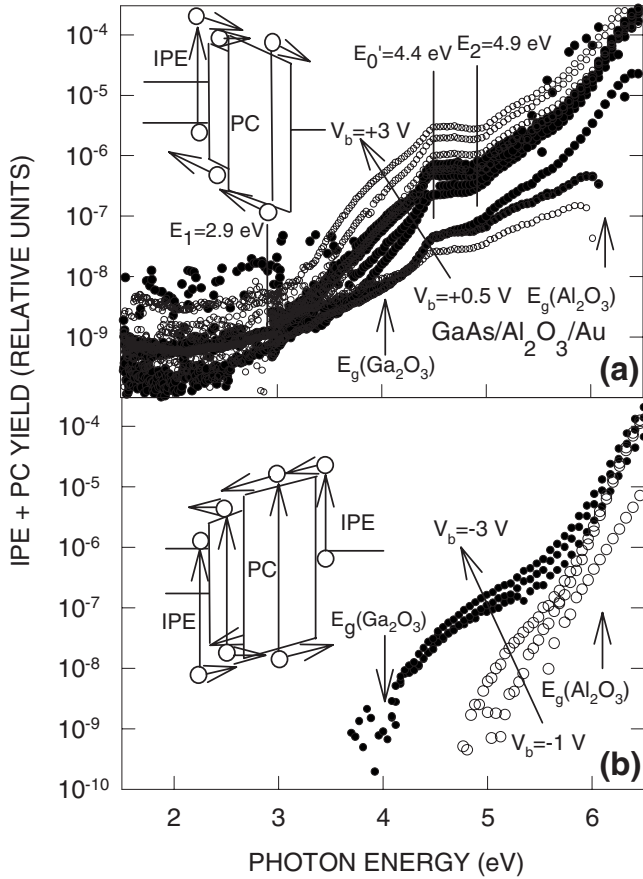 IPE + PC YIELD (RELATIVE UNITS)
10⁻⁴
10⁻⁵
10⁻⁶
10⁻⁷
10⁻⁸
10⁻⁹
IPE
PC
E₀'=4.4 eV
E₂=4.9 eV
V_b=+3 V
E₁=2.9 eV
V_b=+0.5 V
E_g(Al₂O₃)
GaAs/Al₂O₃/Au
E_g(Ga₂O₃)
(a)
10⁻⁴
10⁻⁵
10⁻⁶
10⁻⁷
10⁻⁸
10⁻⁹
10⁻¹⁰
IPE
PC
IPE
V_b=-3 V
E_g(Ga₂O₃)
E_g(Al₂O₃)
V_b=-1 V
(b)
2 3 4 5 6
PHOTON ENERGY (eV)